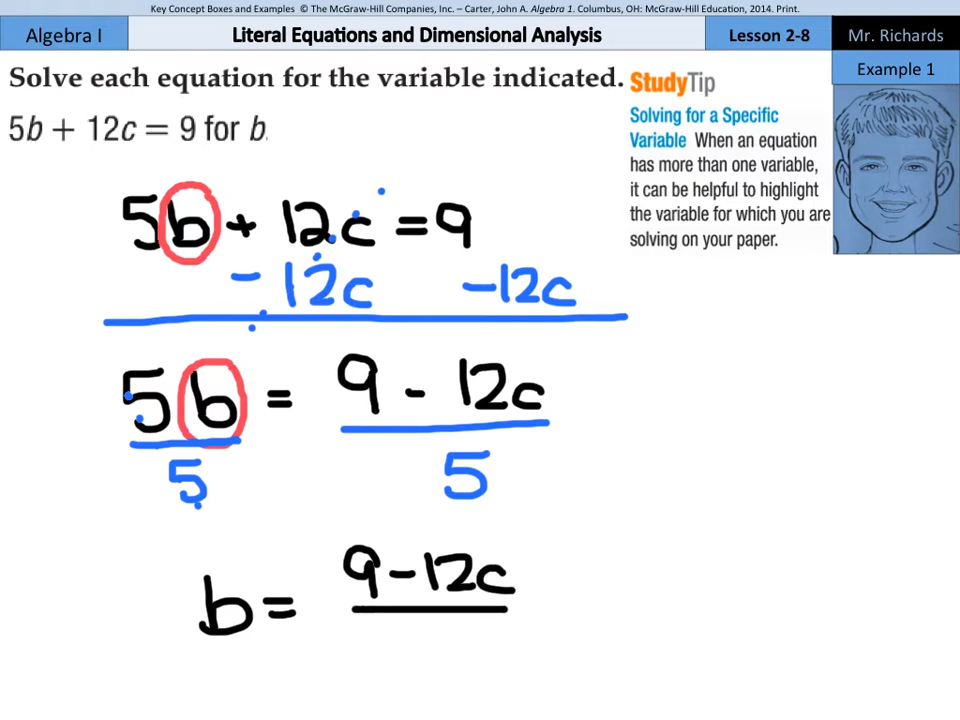 Key Concept Boxes and Examples © The McGraw-Hill Companies, Inc. – Carter, John A. Algebra 1. Columbus, OH: McGraw-Hill Education, 2014. Print.
Algebra I
Literal Equations and Dimensional Analysis
Lesson 2-8
Mr. Richards
Example 1
Solve each equation for the variable indicated.
5b + 12c = 9 for b.
StudyTip
Solving for a Specific
Variable When an equation
has more than one variable,
it can be helpful to highlight
the variable for which you are
solving on your paper.
5b + 12c = 9
- 12c -12c
5b = 9 - 12c
5 5
9-12c
b =